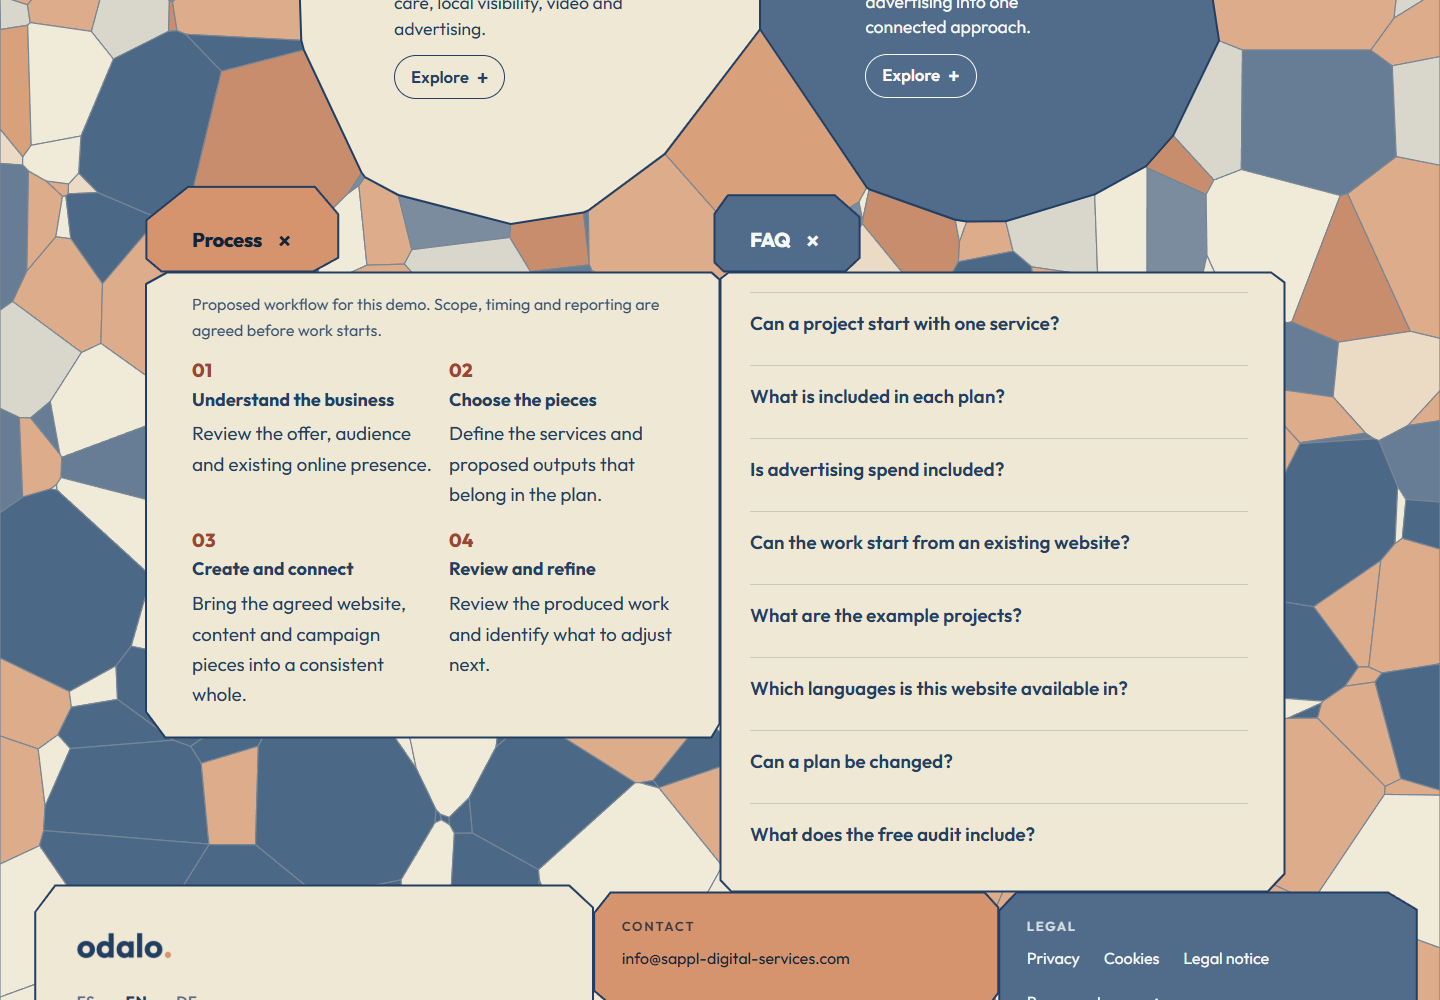 care, local visibility, video and
advertising.
Explore +
advertising into one
connected approach.
Explore +
Process ×
Proposed workflow for this demo. Scope, timing and reporting are
agreed before work starts.
01
Understand the business
Review the offer, audience
and existing online presence.
02
Choose the pieces
Define the services and
proposed outputs that
belong in the plan.
03
Create and connect
Bring the agreed website,
content and campaign
pieces into a consistent
whole.
04
Review and refine
Review the produced work
and identify what to adjust
next.
FAQ ×
Can a project start with one service?
What is included in each plan?
Is advertising spend included?
Can the work start from an existing website?
What are the example projects?
Which languages is this website available in?
Can a plan be changed?
What does the free audit include?
odalo.
ES EN DE
CONTACT
info@sappl-digital-services.com
LEGAL
Privacy Cookies Legal notice